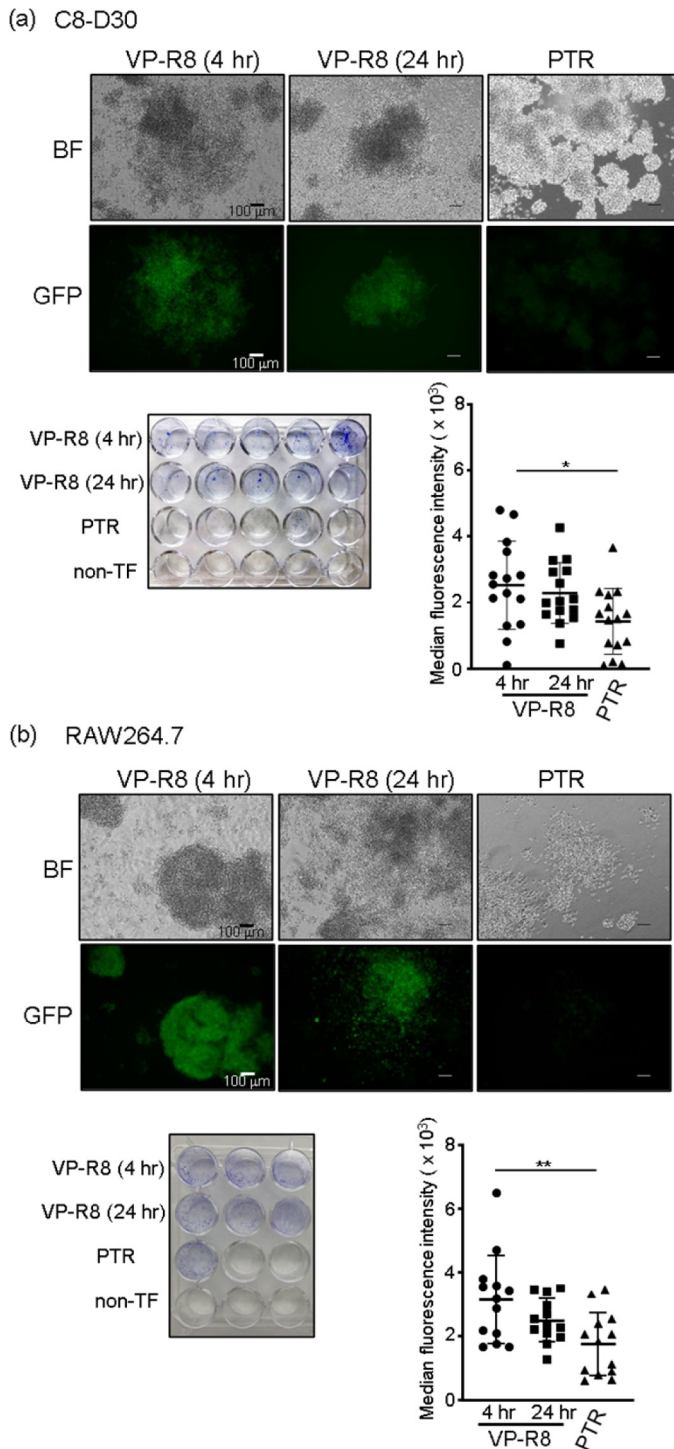 (a) C8-D30
VP-R8 (4 hr) VP-R8 (24 hr) PTR
BF
100 μm
GFP
100 μm
VP-R8 (4 hr)
VP-R8 (24 hr)
PTR
non-TF
Median fluorescence intensity ( x 10³)
8
6
4
2
0
*
4 hr 24 hr PTR
VP-R8
(b) RAW264.7
VP-R8 (4 hr) VP-R8 (24 hr) PTR
BF
100 μm
GFP
100 μm
VP-R8 (4 hr)
VP-R8 (24 hr)
PTR
non-TF
Median fluorescence intensity ( x 10³)
8
6
4
2
0
**
4 hr 24 hr PTR
VP-R8